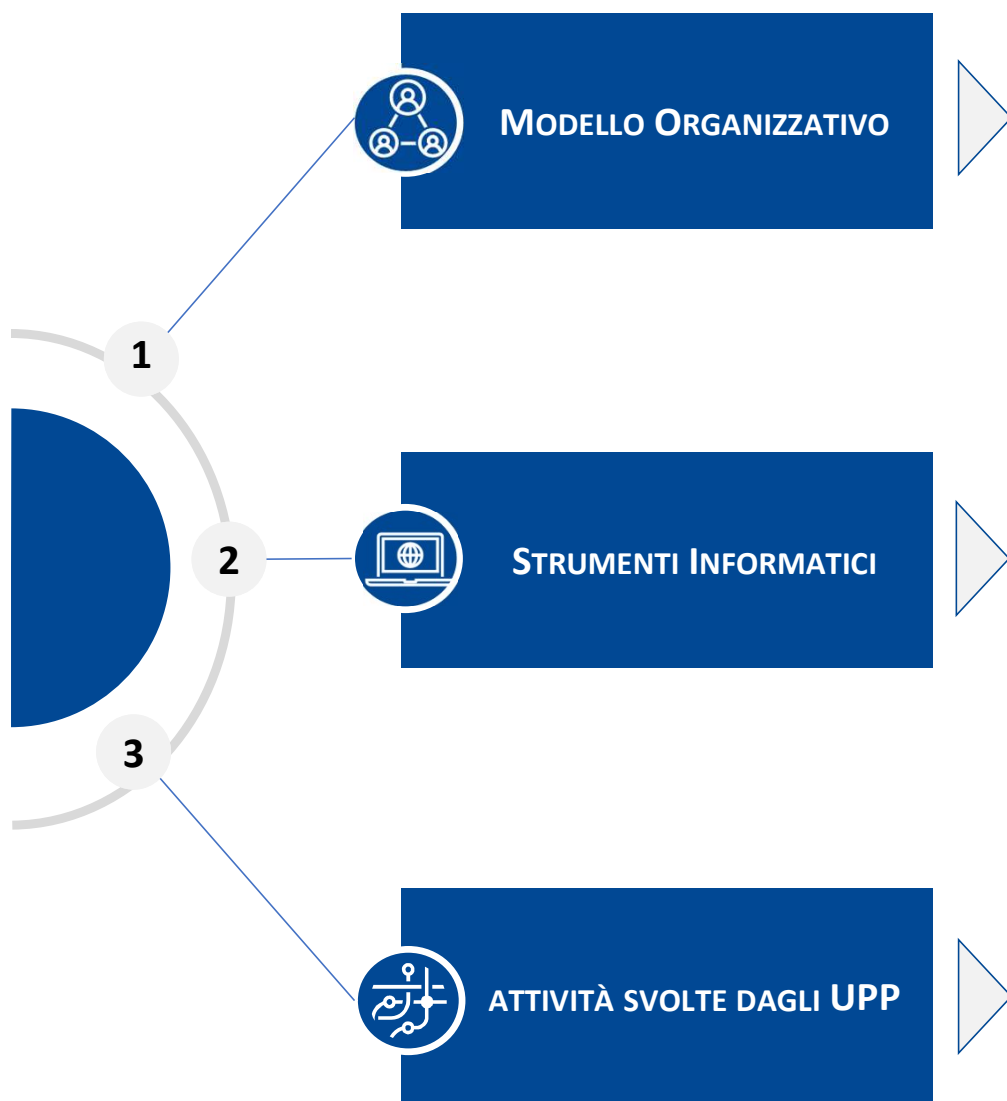 1
MODELLO ORGANIZZATIVO
2
STRUMENTI INFORMATICI
3
ATTIVITÀ SVOLTE DAGLI UPP